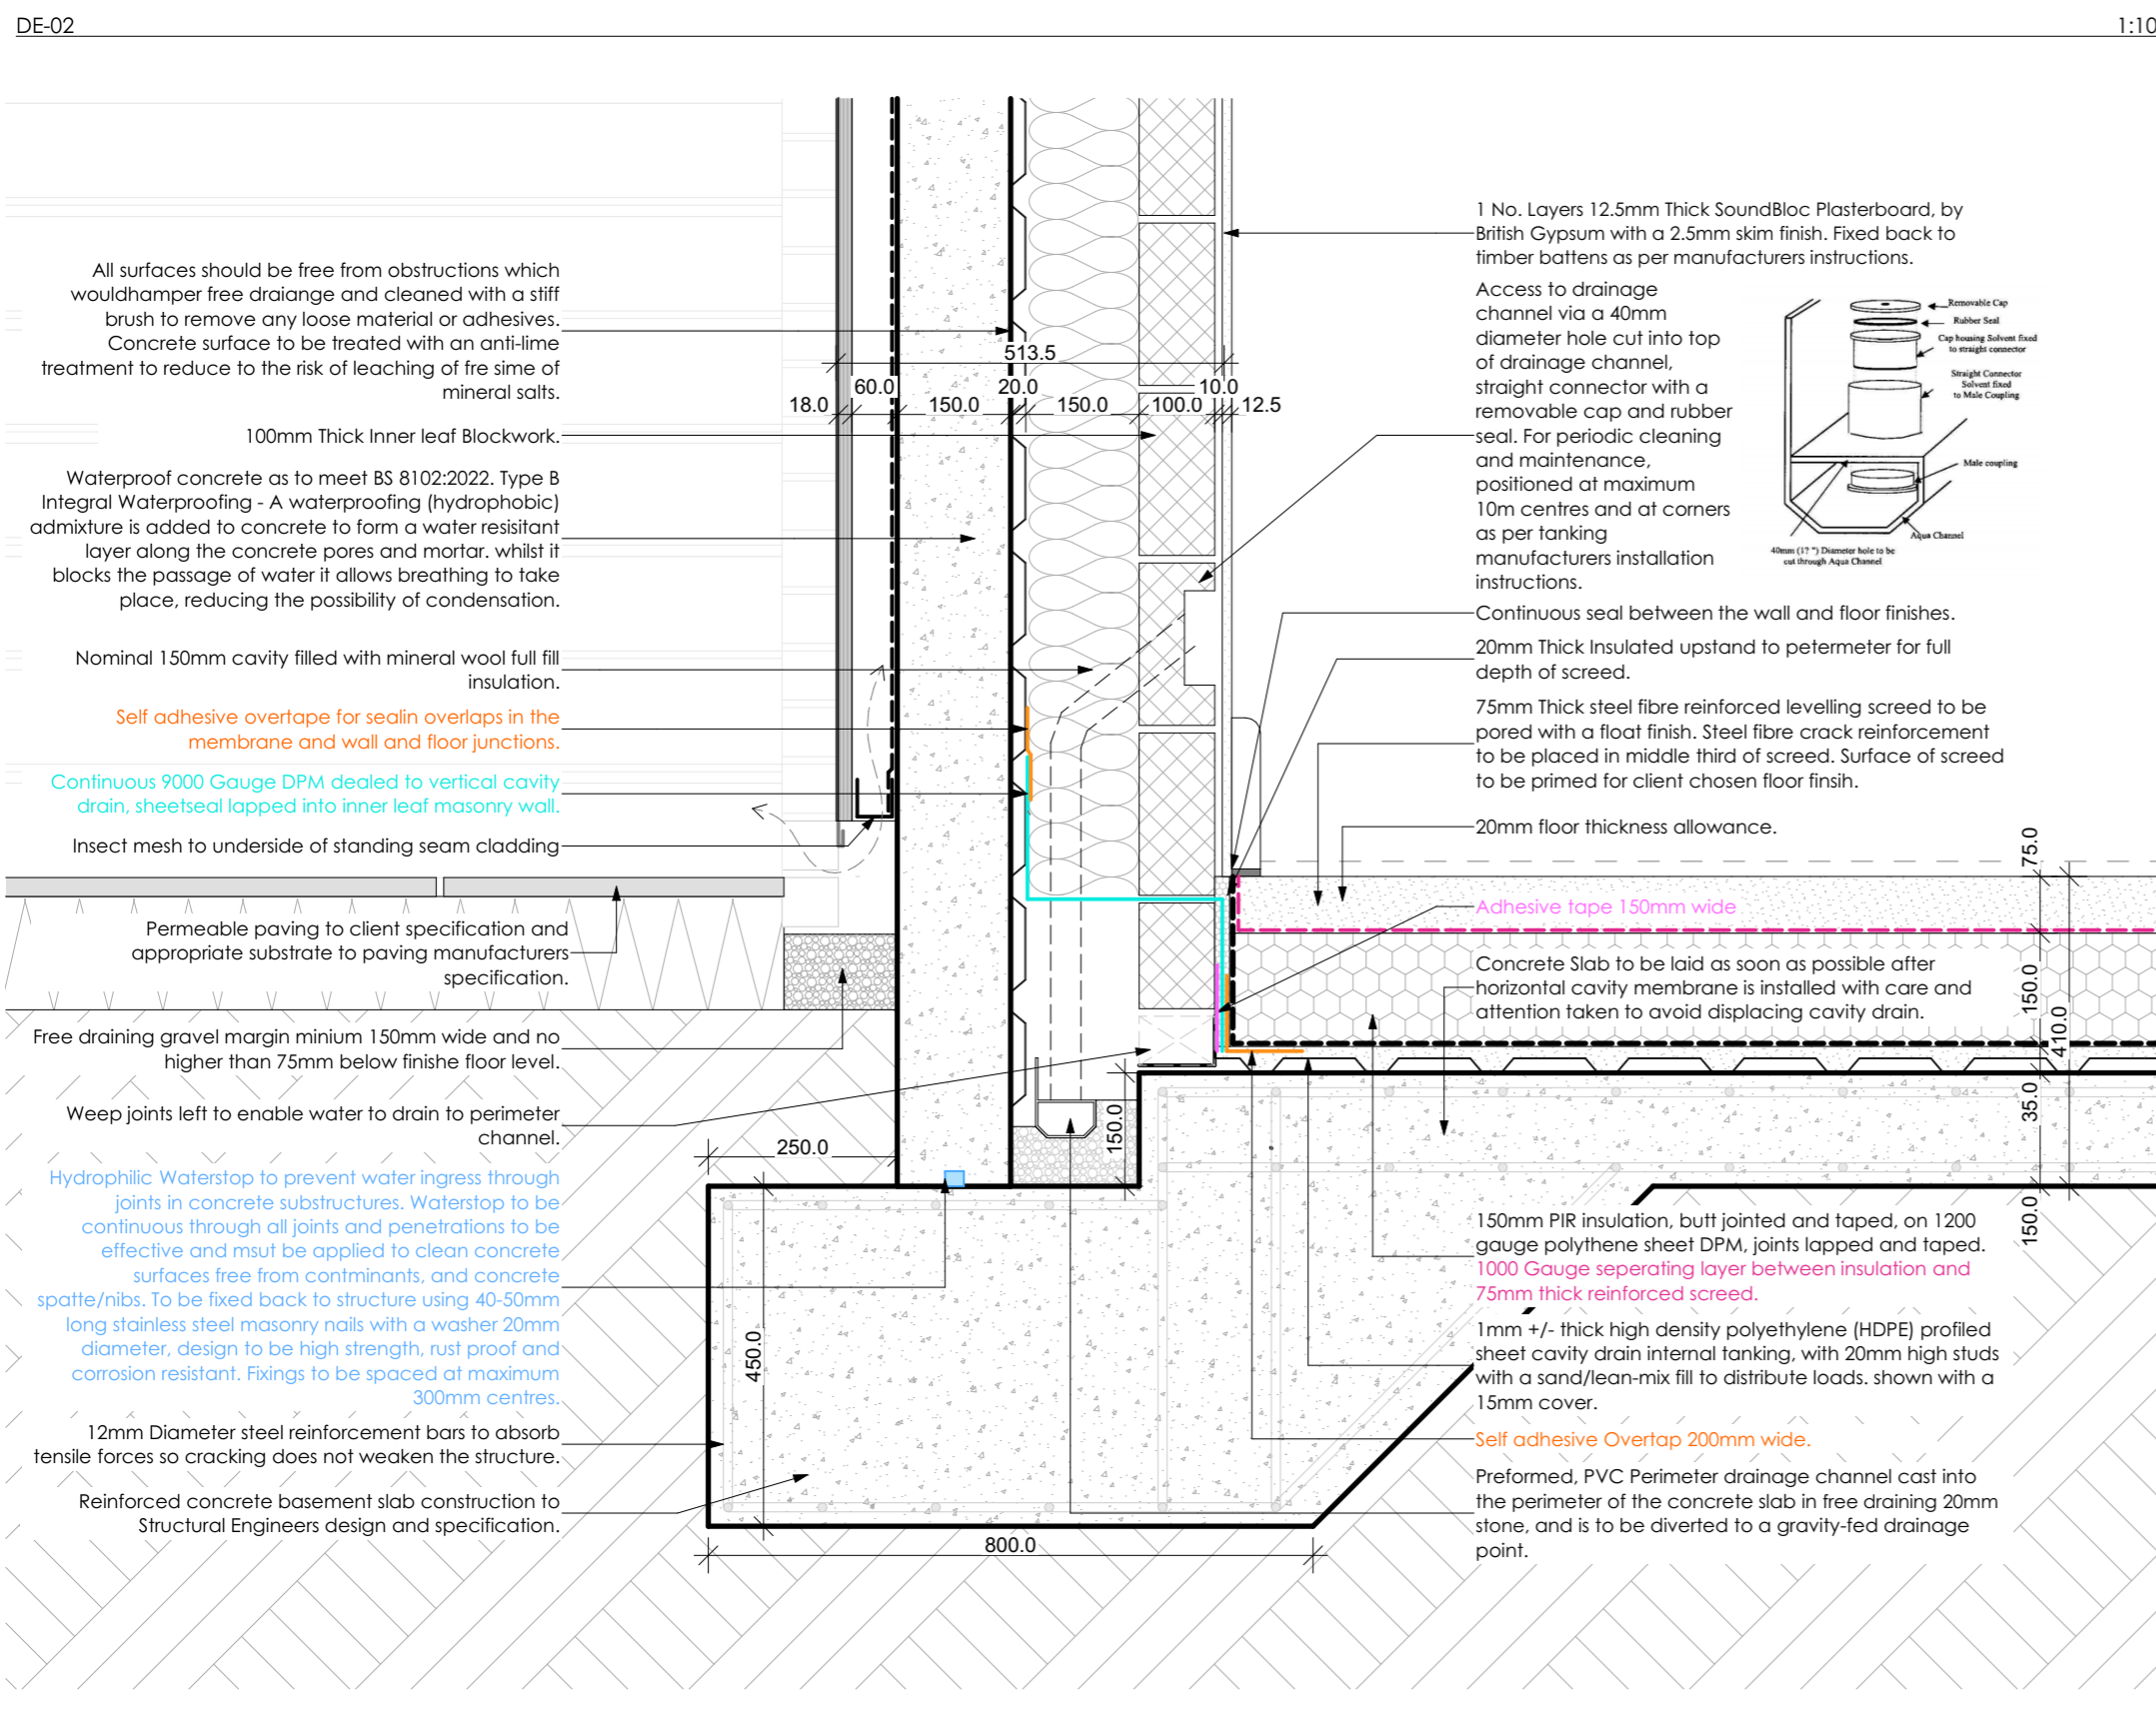 DE-02
1:10
All surfaces should be free from obstructions which
wouldhamper free draiange and cleaned with a stiff
brush to remove any loose material or adhesives.
Concrete surface to be treated with an anti-lime
treatment to reduce to the risk of leaching of fre sime of
mineral salts.
100mm Thick Inner leaf Blockwork.
Waterproof concrete as to meet BS 8102:2022. Type B
Integral Waterproofing - A waterproofing (hydrophobic)
admixture is added to concrete to form a water resisitant
layer along the concrete pores and mortar. whilst it
blocks the passage of water it allows breathing to take
place, reducing the possibility of condensation.
Nominal 150mm cavity filled with mineral wool full fill
insulation.
Self adhesive overtape for sealin overlaps in the
membrane and wall and floor junctions.
Continuous 9000 Gauge DPM dealed to vertical cavity
drain, sheetseal lapped into inner leaf masonry wall.
Insect mesh to underside of standing seam cladding
Permeable paving to client specification and
appropriate substrate to paving manufacturers
specification.
Free draining gravel margin minium 150mm wide and no
higher than 75mm below finishe floor level.
Weep joints left to enable water to drain to perimeter
channel.
Hydrophilic Waterstop to prevent water ingress through
joints in concrete substructures. Waterstop to be
continuous through all joints and penetrations to be
effective and msut be applied to clean concrete
surfaces free from contminants, and concrete
spatte/nibs. To be fixed back to structure using 40-50mm
long stainless steel masonry nails with a washer 20mm
diameter, design to be high strength, rust proof and
corrosion resistant. Fixings to be spaced at maximum
300mm centres.
12mm Diameter steel reinforcement bars to absorb
tensile forces so cracking does not weaken the structure.
Reinforced concrete basement slab construction to
Structural Engineers design and specification.
513.5
18.0
60.0
150.0
20.0
150.0
100.0
10.0
12.5
250.0
150.0
450.0
800.0
1 No. Layers 12.5mm Thick SoundBloc Plasterboard, by
British Gypsum with a 2.5mm skim finish. Fixed back to
timber battens as per manufacturers instructions.
Access to drainage
channel via a 40mm
diameter hole cut into top
of drainage channel,
straight connector with a
removable cap and rubber
seal. For periodic cleaning
and maintenance,
positioned at maximum
10m centres and at corners
as per tanking
manufacturers installation
instructions.
Removable Cap
Rubber Seal
Cap housing Solvent fixed
to straight connector
Straight Connector
Solvent fixed
to Male Coupling
Male coupling
Aqua Channel
40mm (1? ") Diameter hole to be
cut through Aqua Channel
Continuous seal between the wall and floor finishes.
20mm Thick Insulated upstand to petermeter for full
depth of screed.
75mm Thick steel fibre reinforced levelling screed to be
pored with a float finish. Steel fibre crack reinforcement
to be placed in middle third of screed. Surface of screed
to be primed for client chosen floor finsih.
20mm floor thickness allowance.
75.0
Adhesive tape 150mm wide
Concrete Slab to be laid as soon as possible after
horizontal cavity membrane is installed with care and
attention taken to avoid displacing cavity drain.
150.0
410.0
35.0
150.0
150mm PIR insulation, butt jointed and taped, on 1200
gauge polythene sheet DPM, joints lapped and taped.
1000 Gauge seperating layer between insulation and
75mm thick reinforced screed.
1mm +/- thick high density polyethylene (HDPE) profiled
sheet cavity drain internal tanking, with 20mm high studs
with a sand/lean-mix fill to distribute loads. shown with a
15mm cover.
Self adhesive Overtap 200mm wide.
Preformed, PVC Perimeter drainage channel cast into
the perimeter of the concrete slab in free draining 20mm
stone, and is to be diverted to a gravity-fed drainage
point.